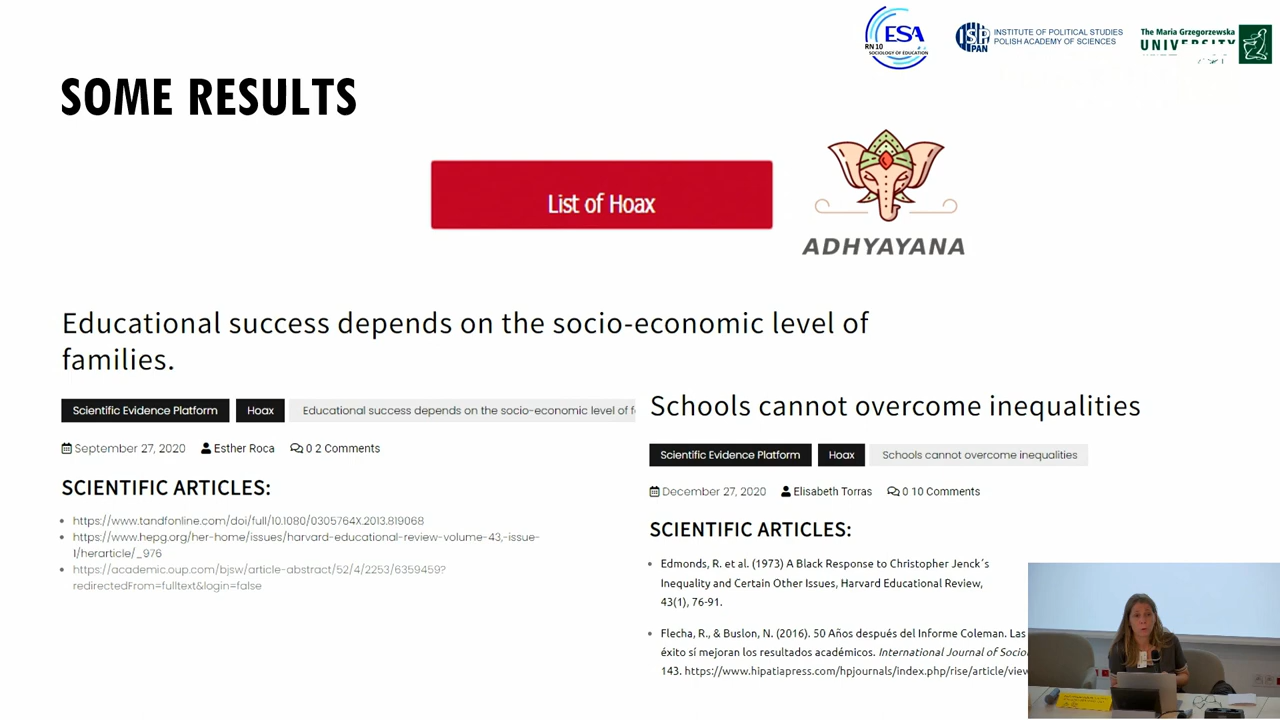 ESA
RN 10
SOCIOLOGY OF EDUCATION
ISP
PAN
INSTITUTE OF POLITICAL STUDIES
POLISH ACADEMY OF SCIENCES
The Maria Grzegorzewska
UNIVERSITY
SOME RESULTS
List of Hoax
ADHYAYANA
Educational success depends on the socio-economic level of
families.
Scientific Evidence Platform
Hoax
Educational success depends on the socio-economic level of f
September 27, 2020
Esther Roca
0 2 Comments
SCIENTIFIC ARTICLES:
• https://www.tandfonline.com/doi/full/10.1080/0305764X.2013.819068
• https://www.hepg.org/her-home/issues/harvard-educational-review-volume-43,-issue-
I/herarticle/_976
• https://academic.oup.com/bjsw/article-abstract/52/4/2253/6359459?
redirectedFrom=fulltext&login=false
Schools cannot overcome inequalities
Scientific Evidence Platform
Hoax
Schools cannot overcome inequalities
December 27, 2020
Elisabeth Torras
0 10 Comments
SCIENTIFIC ARTICLES:
• Edmonds, R. et al. (1973) A Black Response to Christopher Jenck´s
Inequality and Certain Other Issues, Harvard Educational Review,
43(1), 76-91.
• Flecha, R., & Buslon, N. (2016). 50 Años después del Informe Coleman. Las
éxito sí mejoran los resultados académicos. International Journal of Socio
143. https://www.hipatiapress.com/hpjournals/index.php/rise/article/view